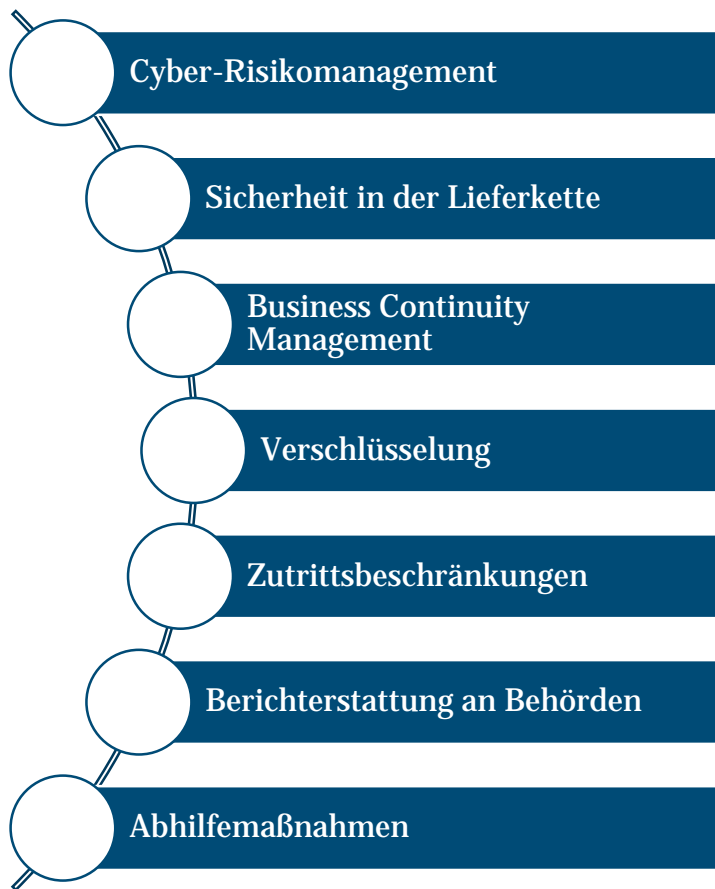 Cyber-Risikomanagement
Sicherheit in der Lieferkette
Business Continuity
Management
Verschlüsselung
Zutrittsbeschränkungen
Berichterstattung an Behörden
Abhilfemaßnahmen